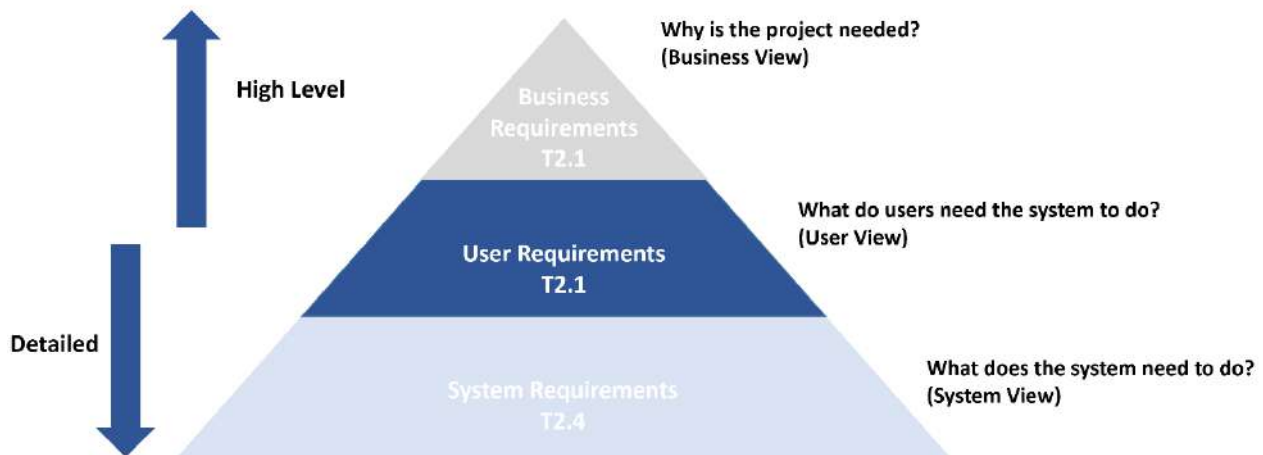 Why is the project needed?
(Business View)
High Level
Business
Requirements
T2.1
What do users need the system to do?
(User View)
User Requirements
T2.1
Detailed
What does the system need to do?
(System View)
System Requirements
T2.4